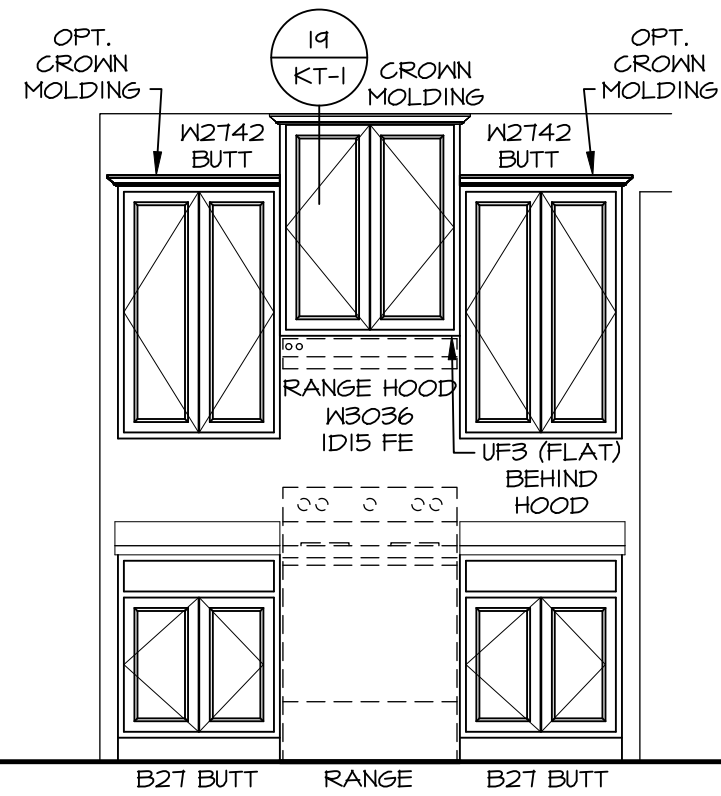 OPT.
CROWN
MOLDING
19
KT-1
CROWN
MOLDING
OPT.
CROWN
MOLDING
W2742
BUTT
W2742
BUTT
RANGE HOOD
W3036
1D15 FE
UF3 (FLAT)
BEHIND
HOOD
B27 BUTT
RANGE
B27 BUTT